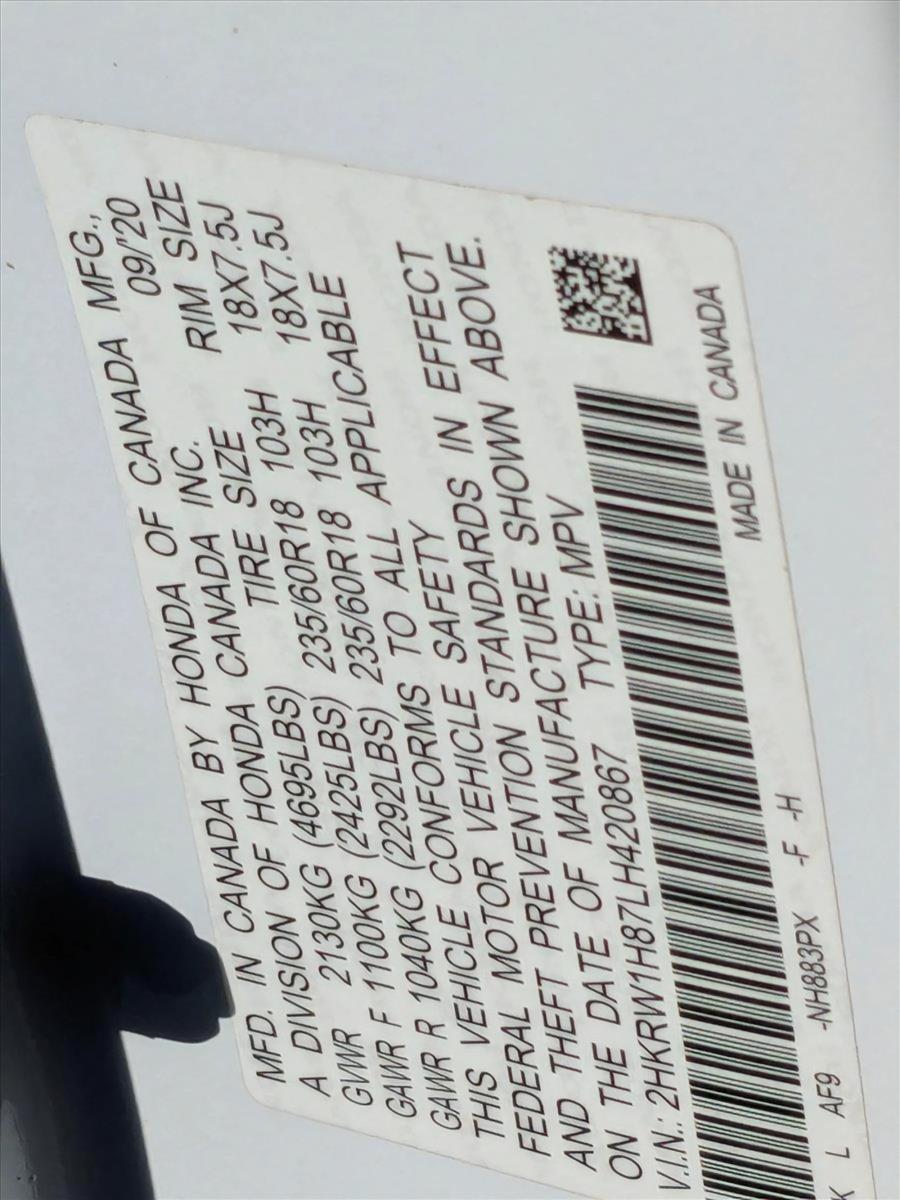 MFD. IN CANADA BY HONDA OF CANADA MFG.,
A DIVISION OF HONDA CANADA INC. 09/'20
GVWR 2130KG (4695LBS) TIRE SIZE RIM SIZE
GAWR F 1100KG (2425LBS) 235/60R18 103H 18X7.5J
GAWR R 1040KG (2292LBS) 235/60R18 103H 18X7.5J
THIS VEHICLE CONFORMS TO ALL APPLICABLE
FEDERAL MOTOR VEHICLE SAFETY
AND THEFT PREVENTION STANDARDS IN EFFECT
ON THE DATE OF MANUFACTURE SHOWN ABOVE.
V.I.N.: 2HKRW1H87LH420867 TYPE: MPV
MADE IN CANADA
K L AF9 -NH883PX -F -H